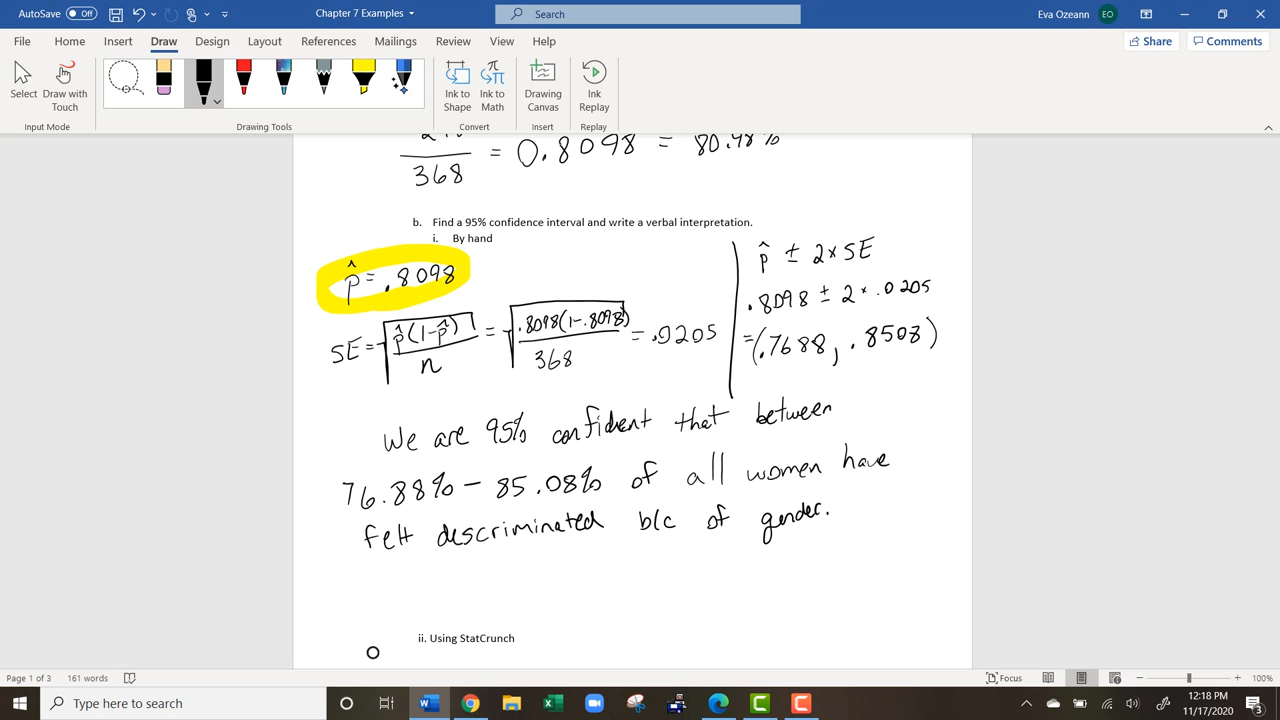 AutoSave Off
Chapter 7 Examples
Search
Eva Ozeann EO
File Home Insert Draw Design Layout References Mailings Review View Help
Share Comments
Select Draw with Touch
Ink to Shape Ink to Math Drawing Canvas Ink Replay
Input Mode Drawing Tools Convert Insert Replay
368 = 0.8098 = 80.98%
b. Find a 95% confidence interval and write a verbal interpretation.
i. By hand
p̂ = .8098
SE = √(p̂(1-p̂)/n) = √(.8098(1-.8098)/368) = .0205
p̂ ± 2 × SE
.8098 ± 2 × .0205
= (.7688, .8508)
We are 95% confident that between
76.88% - 85.08% of all women have
felt descriminated b/c of gender.
ii. Using StatCrunch
Page 1 of 3 161 words Focus 100%
Type here to search
12:18 PM
11/17/2020
3